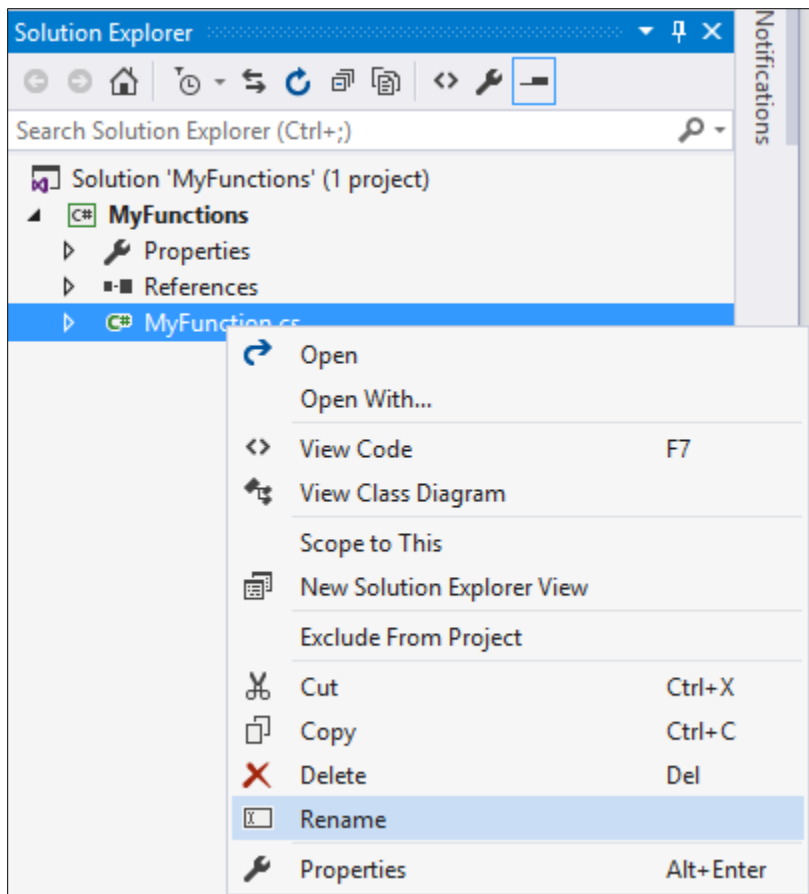 Solution Explorer
Notifications
Search Solution Explorer (Ctrl+;)
Solution 'MyFunctions' (1 project)
C# MyFunctions
Properties
References
C# MyFunction.cs
Open
Open With...
View Code F7
View Class Diagram
Scope to This
New Solution Explorer View
Exclude From Project
Cut Ctrl+X
Copy Ctrl+C
Delete Del
Rename
Properties Alt+Enter